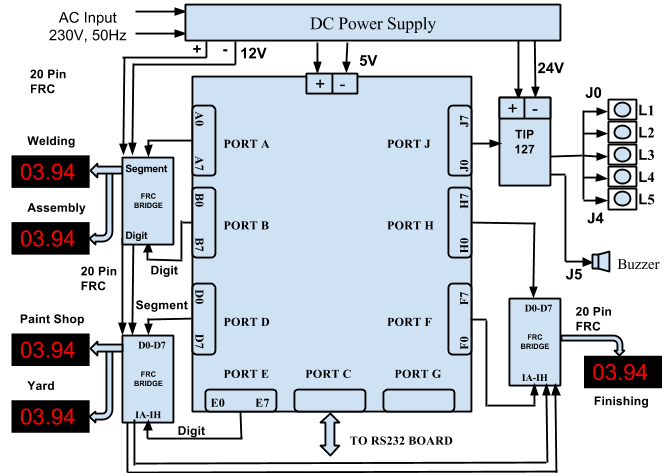 AC Input
230V, 50Hz
DC Power Supply
+ - 12V
5V
24V
20 Pin
FRC
+ -
+ -
TIP
127
J0
L1
L2
L3
L4
L5
J4
J5
Buzzer
Welding
03.94
Assembly
03.94
Segment
FRC
BRIDGE
Digit
Digit
20 Pin
FRC
Segment
A0
A7
PORT A
B0
B7
PORT B
D0
D7
PORT D
PORT J
J7
J0
PORT H
H7
H0
PORT F
F7
F0
PORT E
E0 E7
PORT C
PORT G
Paint Shop
03.94
Yard
03.94
D0-D7
FRC
BRIDGE
IA-IH
Digit
TO RS232 BOARD
D0-D7
FRC
BRIDGE
IA-IH
20 Pin
FRC
03.94
Finishing